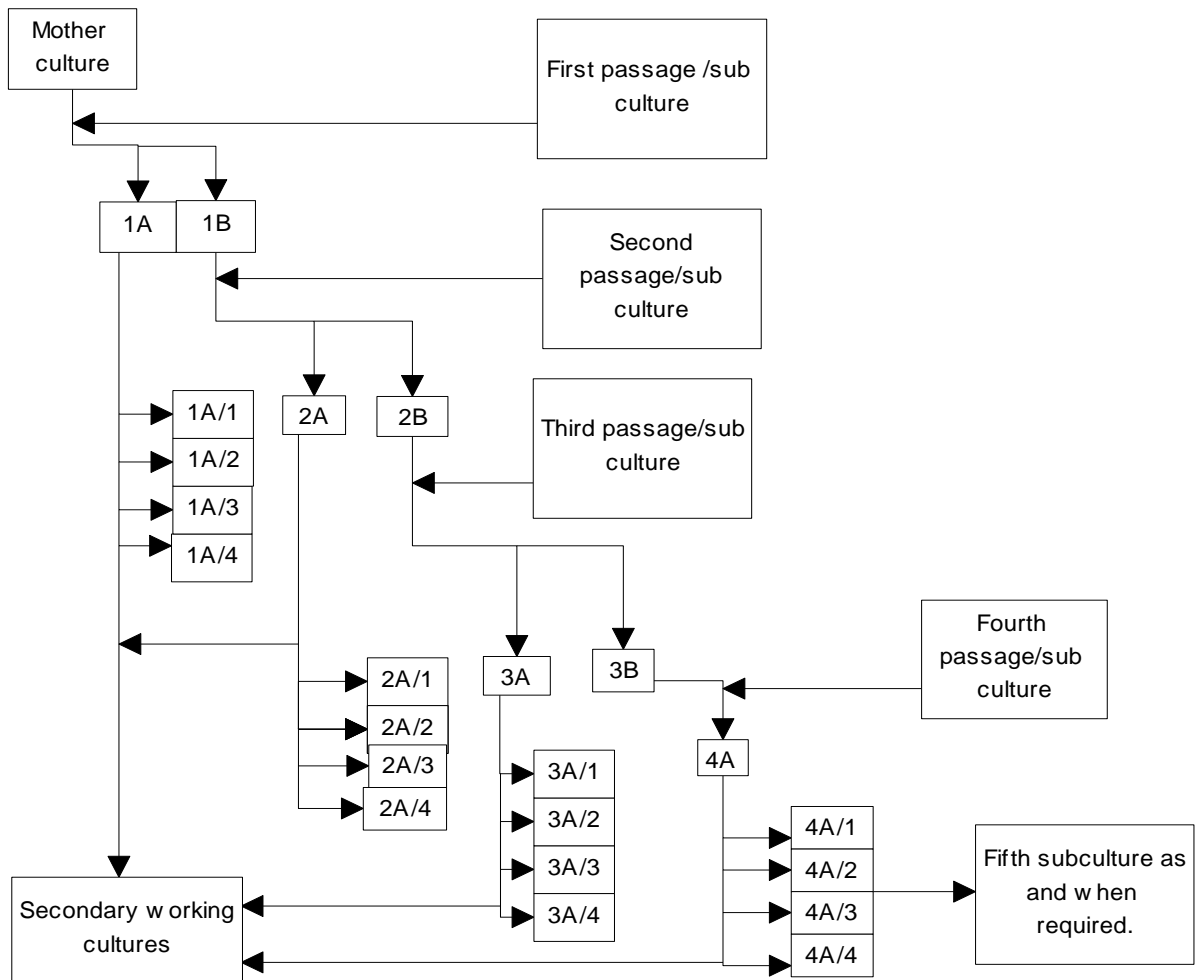 Mother
culture
First passage /sub
culture
1A
1B
Second
passage/sub
culture
1A/1
1A/2
1A/3
1A/4
2A
2B
Third passage/sub
culture
2A/1
2A/2
2A/3
2A/4
3A
3B
Fourth
passage/sub
culture
3A/1
3A/2
3A/3
3A/4
4A
4A/1
4A/2
4A/3
4A/4
Fifth subculture as
and when
required.
Secondary working
cultures